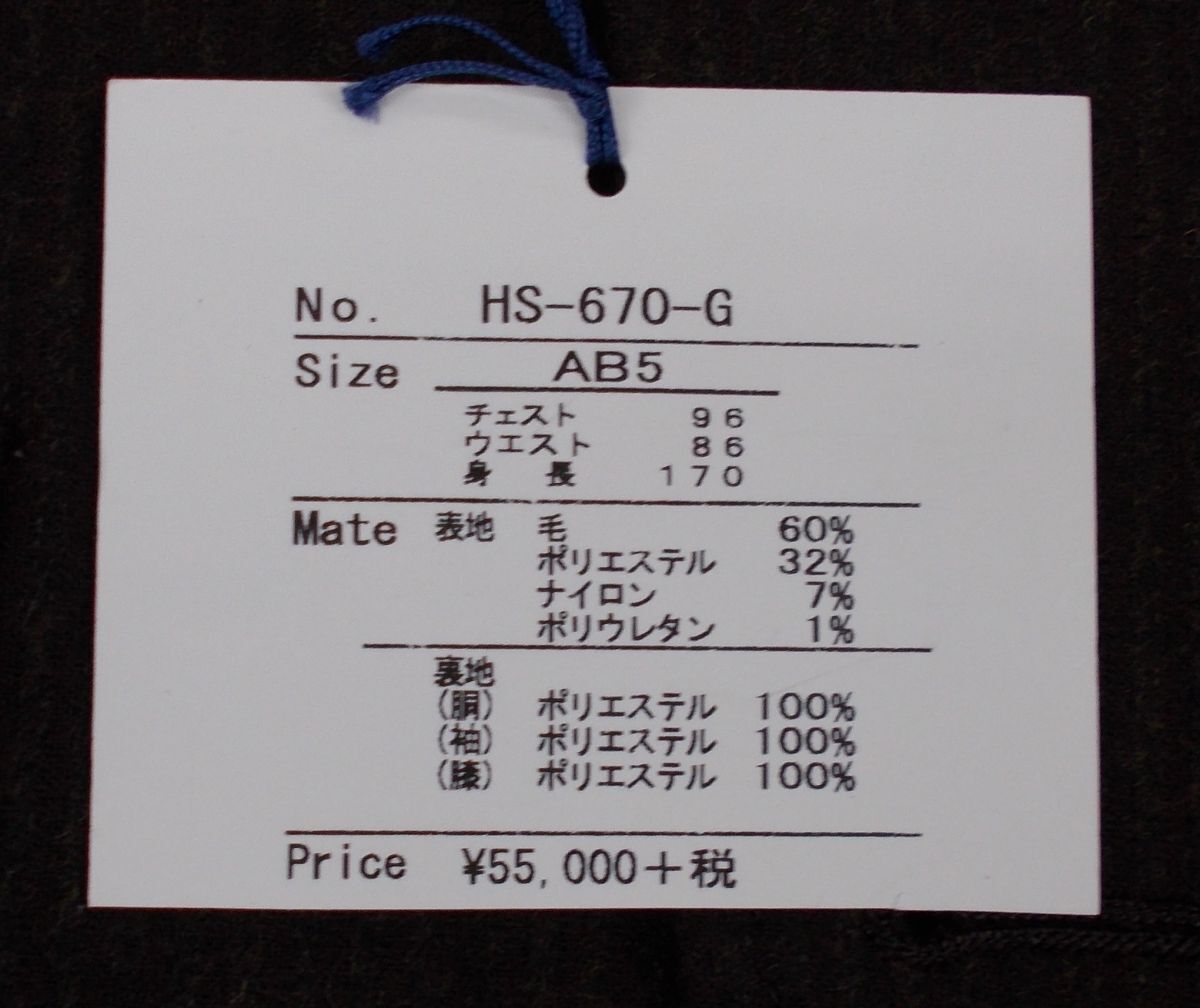 No. HS-670-G
Size AB5
チェスト 96
ウエスト 86
身 長 170
Mate 表地 毛 60%
ポリエステル 32%
ナイロン 7%
ポリウレタン 1%
裏地
(胴) ポリエステル 100%
(袖) ポリエステル 100%
(膝) ポリエステル 100%
Price ¥55,000+税